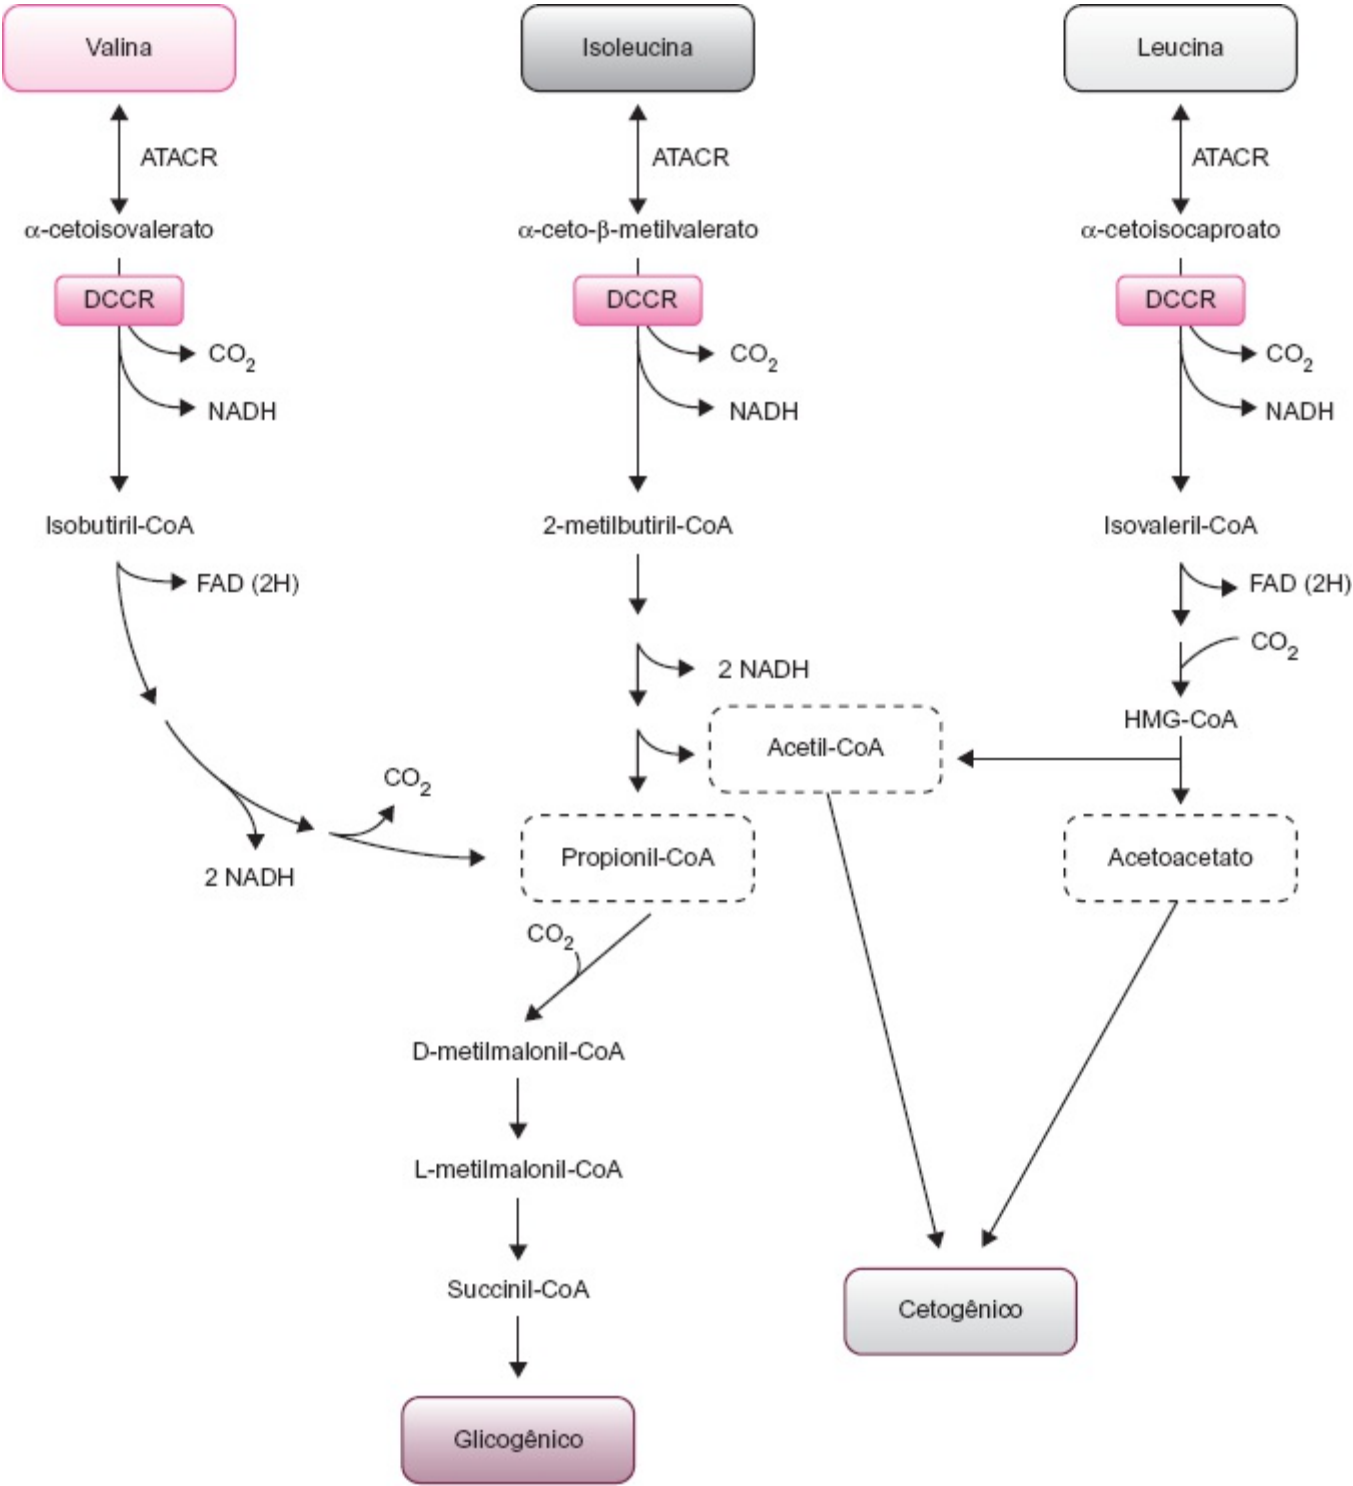 Valina
Isoleucina
Leucina
ATACR
ATACR
ATACR
α-cetoisovalerato
α-ceto-β-metilvalerato
α-cetoisocaproato
DCCR
DCCR
DCCR
CO2
CO2
CO2
NADH
NADH
NADH
Isobutiril-CoA
2-metilbutiril-CoA
Isovaleril-CoA
FAD (2H)
FAD (2H)
CO2
2 NADH
HMG-CoA
Acetil-CoA
CO2
Propionil-CoA
Acetoacetato
2 NADH
CO2
D-metilmalonil-CoA
L-metilmalonil-CoA
Succinil-CoA
Cetogênico
Glicogênico